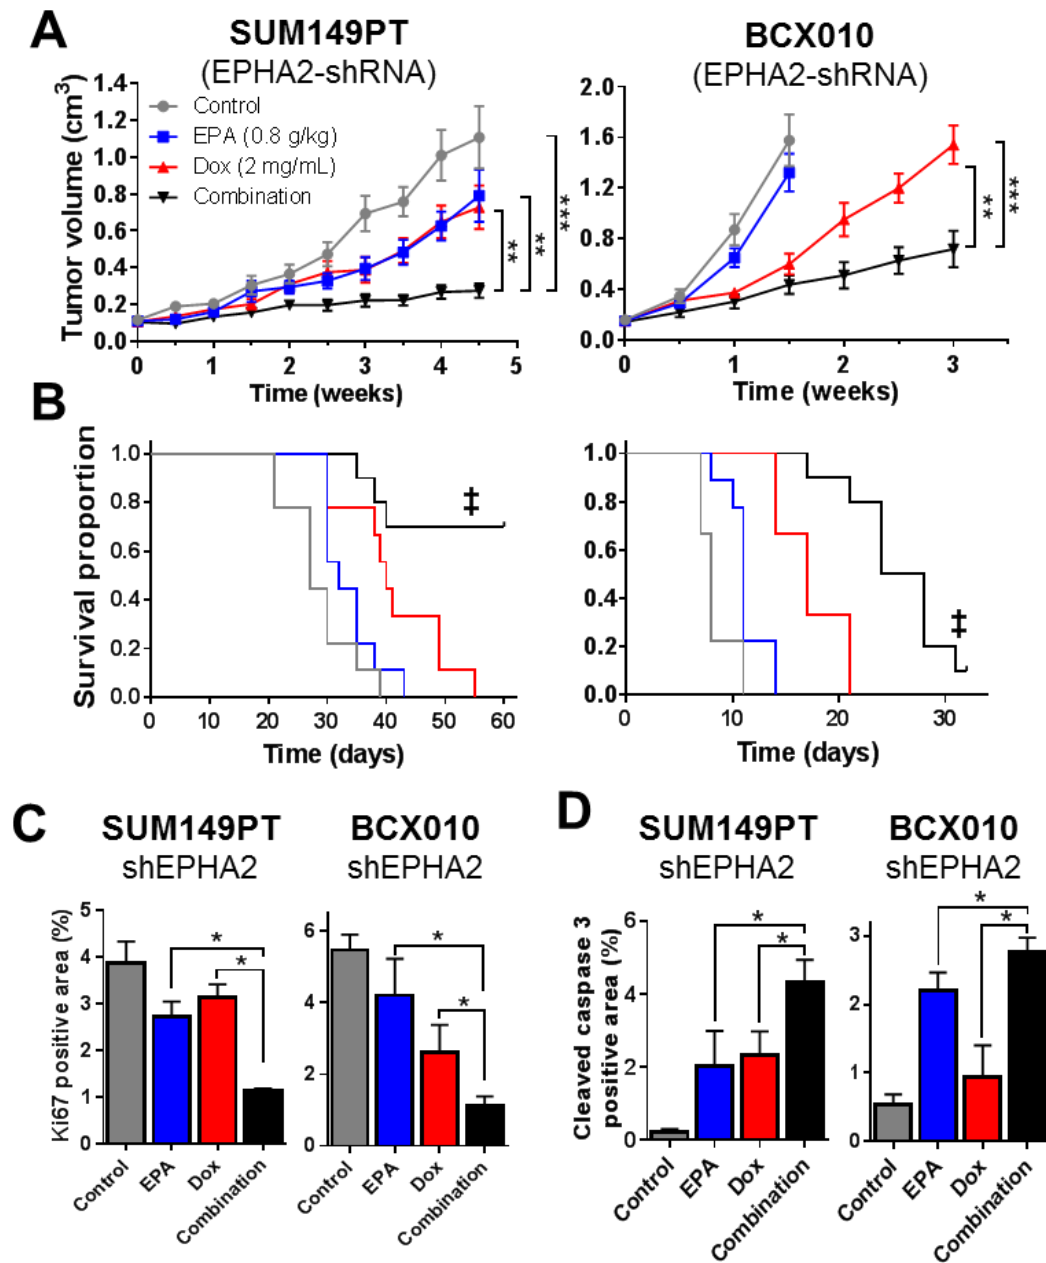 A
SUM149PT
(EPHA2-shRNA)
BCX010
(EPHA2-shRNA)
Tumor volume (cm3)
1.4
1.2
1.0
0.8
0.6
0.4
0.2
0.0
Control
EPA (0.8 g/kg)
Dox (2 mg/mL)
Combination
**
**
***
0 1 2 3 4 5
Time (weeks)
2.0
1.6
1.2
0.8
0.4
0.0
**
***
0 1 2 3
Time (weeks)
B
Survival proportion
1.0
0.8
0.6
0.4
0.2
0.0
‡
0 10 20 30 40 50 60
Time (days)
1.0
0.8
0.6
0.4
0.2
0.0
‡
0 10 20 30
Time (days)
C
SUM149PT
shEPHA2
BCX010
shEPHA2
Ki67 positive area (%)
5
4
3
2
1
0
*
*
Control
EPA
Dox
Combination
6
4
2
0
*
*
Control
EPA
Dox
Combination
D
SUM149PT
shEPHA2
BCX010
shEPHA2
Cleaved caspase 3
positive area (%)
6
4
2
0
*
*
Control
EPA
Dox
Combination
3
2
1
0
*
*
Control
EPA
Dox
Combination